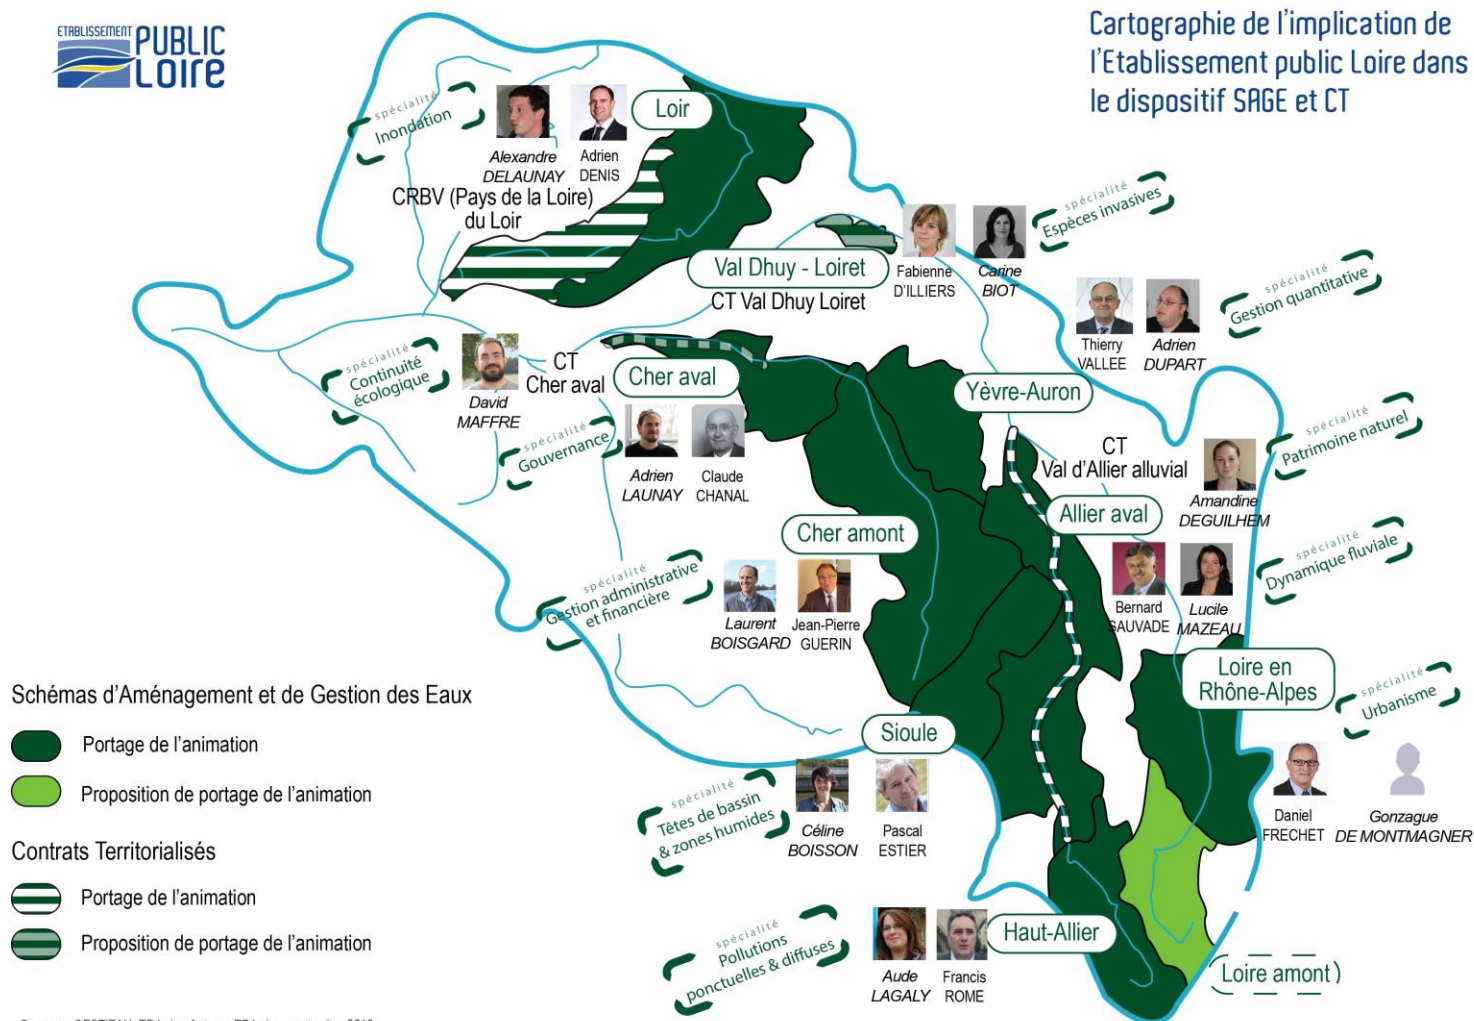 ETABLISSEMENT
PUBLIC
LOIRE
Cartographie de l'implication de
l'Etablissement public Loire dans
le dispositif SAGE et CT
spécialité
Inondation
Alexandre
DELAUNAY
Adrien
DENIS
Loir
CRBV (Pays de la Loire)
du Loir
spécialité
Espèces invasives
Fabienne
D'ILLIERS
Carine
BIOT
Val Dhuy - Loiret
CT Val Dhuy Loiret
spécialité
Gestion quantitative
Thierry
VALLEE
Adrien
DUPART
Yèvre-Auron
spécialité
Continuité
écologique
David
MAFFRE
CT
Cher aval
Cher aval
spécialité
Gouvernance
Adrien
LAUNAY
Claude
CHANAL
CT
Val d'Allier alluvial
spécialité
Patrimoine naturel
Amandine
DEGUILHEM
Allier aval
Bernard
SAUVADE
Lucile
MAZEAU
spécialité
Dynamique fluviale
Cher amont
spécialité
Gestion administrative
et financière
Laurent
BOISGARD
Jean-Pierre
GUERIN
Loire en
Rhône-Alpes
spécialité
Urbanisme
Daniel
FRECHET
Gonzague
DE MONTMAGNER
Sioule
spécialité
Têtes de bassin
& zones humides
Céline
BOISSON
Pascal
ESTIER
Haut-Allier
spécialité
Pollutions
ponctuelles & diffuses
Aude
LAGALY
Francis
ROME
Loire amont
Schémas d'Aménagement et de Gestion des Eaux
Portage de l'animation
Proposition de portage de l'animation
Contrats Territorialisés
Portage de l'animation
Proposition de portage de l'animation